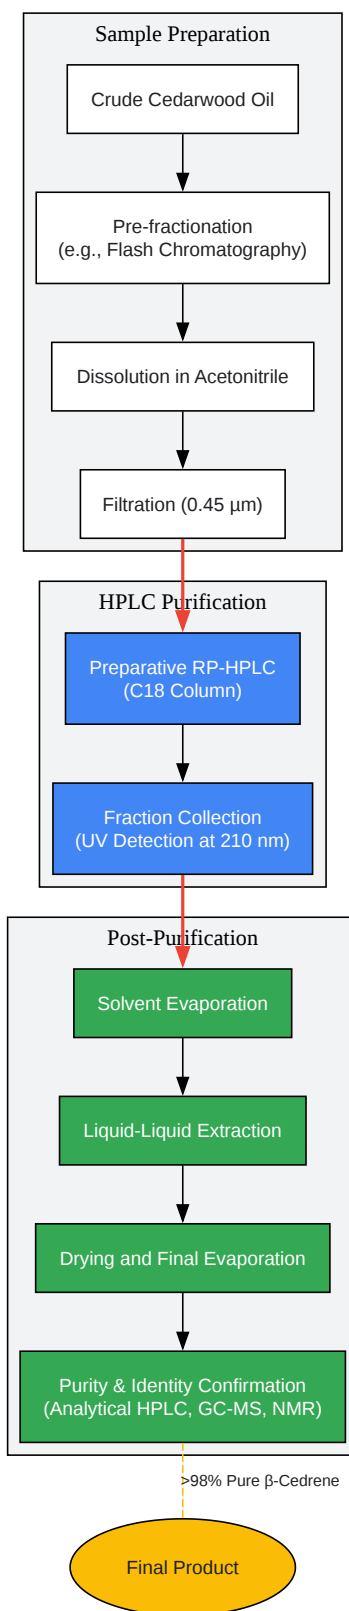 Sample Preparation
Crude Cedarwood Oil
Pre-fractionation
(e.g., Flash Chromatography)
Dissolution in Acetonitrile
Filtration (0.45 µm)
HPLC Purification
Preparative RP-HPLC
(C18 Column)
Fraction Collection
(UV Detection at 210 nm)
Post-Purification
Solvent Evaporation
Liquid-Liquid Extraction
Drying and Final Evaporation
Purity & Identity Confirmation
(Analytical HPLC, GC-MS, NMR)
>98% Pure β-Cedrene
Final Product